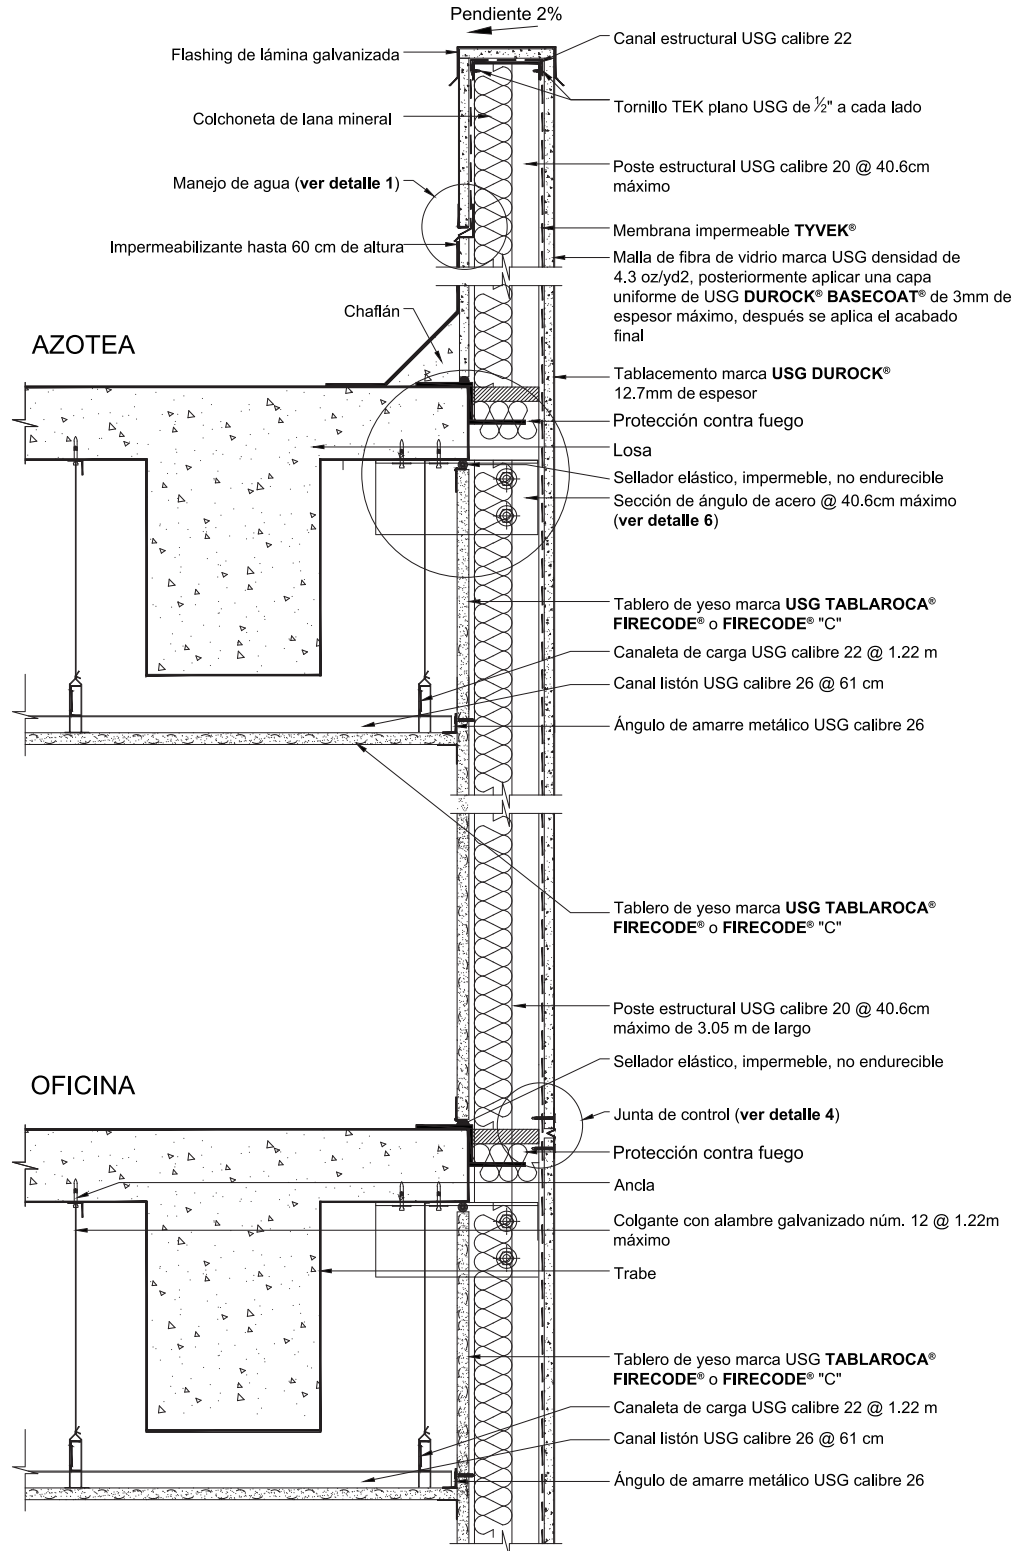 Pendiente 2%
Flashing de lámina galvanizada
Canal estructural USG calibre 22
Tornillo TEK plano USG de ½" a cada lado
Colchoneta de lana mineral
Poste estructural USG calibre 20 @ 40.6cm
máximo
Manejo de agua (ver detalle 1)
Membrana impermeable TYVEK®
Impermeabilizante hasta 60 cm de altura
Malla de fibra de vidrio marca USG densidad de
4.3 oz/yd2, posteriormente aplicar una capa
uniforme de USG DUROCK® BASECOAT® de 3mm de
espesor máximo, después se aplica el acabado
final
Chaflán
AZOTEA
Tablacemento marca USG DUROCK®
12.7mm de espesor
Protección contra fuego
Losa
Sellador elástico, impermeble, no endurecible
Sección de ángulo de acero @ 40.6cm máximo
(ver detalle 6)
Tablero de yeso marca USG TABLAROCA®
FIRECODE® o FIRECODE® "C"
Canaleta de carga USG calibre 22 @ 1.22 m
Canal listón USG calibre 26 @ 61 cm
Ángulo de amarre metálico USG calibre 26
Tablero de yeso marca USG TABLAROCA®
FIRECODE® o FIRECODE® "C"
Poste estructural USG calibre 20 @ 40.6cm
máximo de 3.05 m de largo
Sellador elástico, impermeble, no endurecible
OFICINA
Junta de control (ver detalle 4)
Protección contra fuego
Ancla
Colgante con alambre galvanizado núm. 12 @ 1.22m
máximo
Trabe
Tablero de yeso marca USG TABLAROCA®
FIRECODE® o FIRECODE® "C"
Canaleta de carga USG calibre 22 @ 1.22 m
Canal listón USG calibre 26 @ 61 cm
Ángulo de amarre metálico USG calibre 26